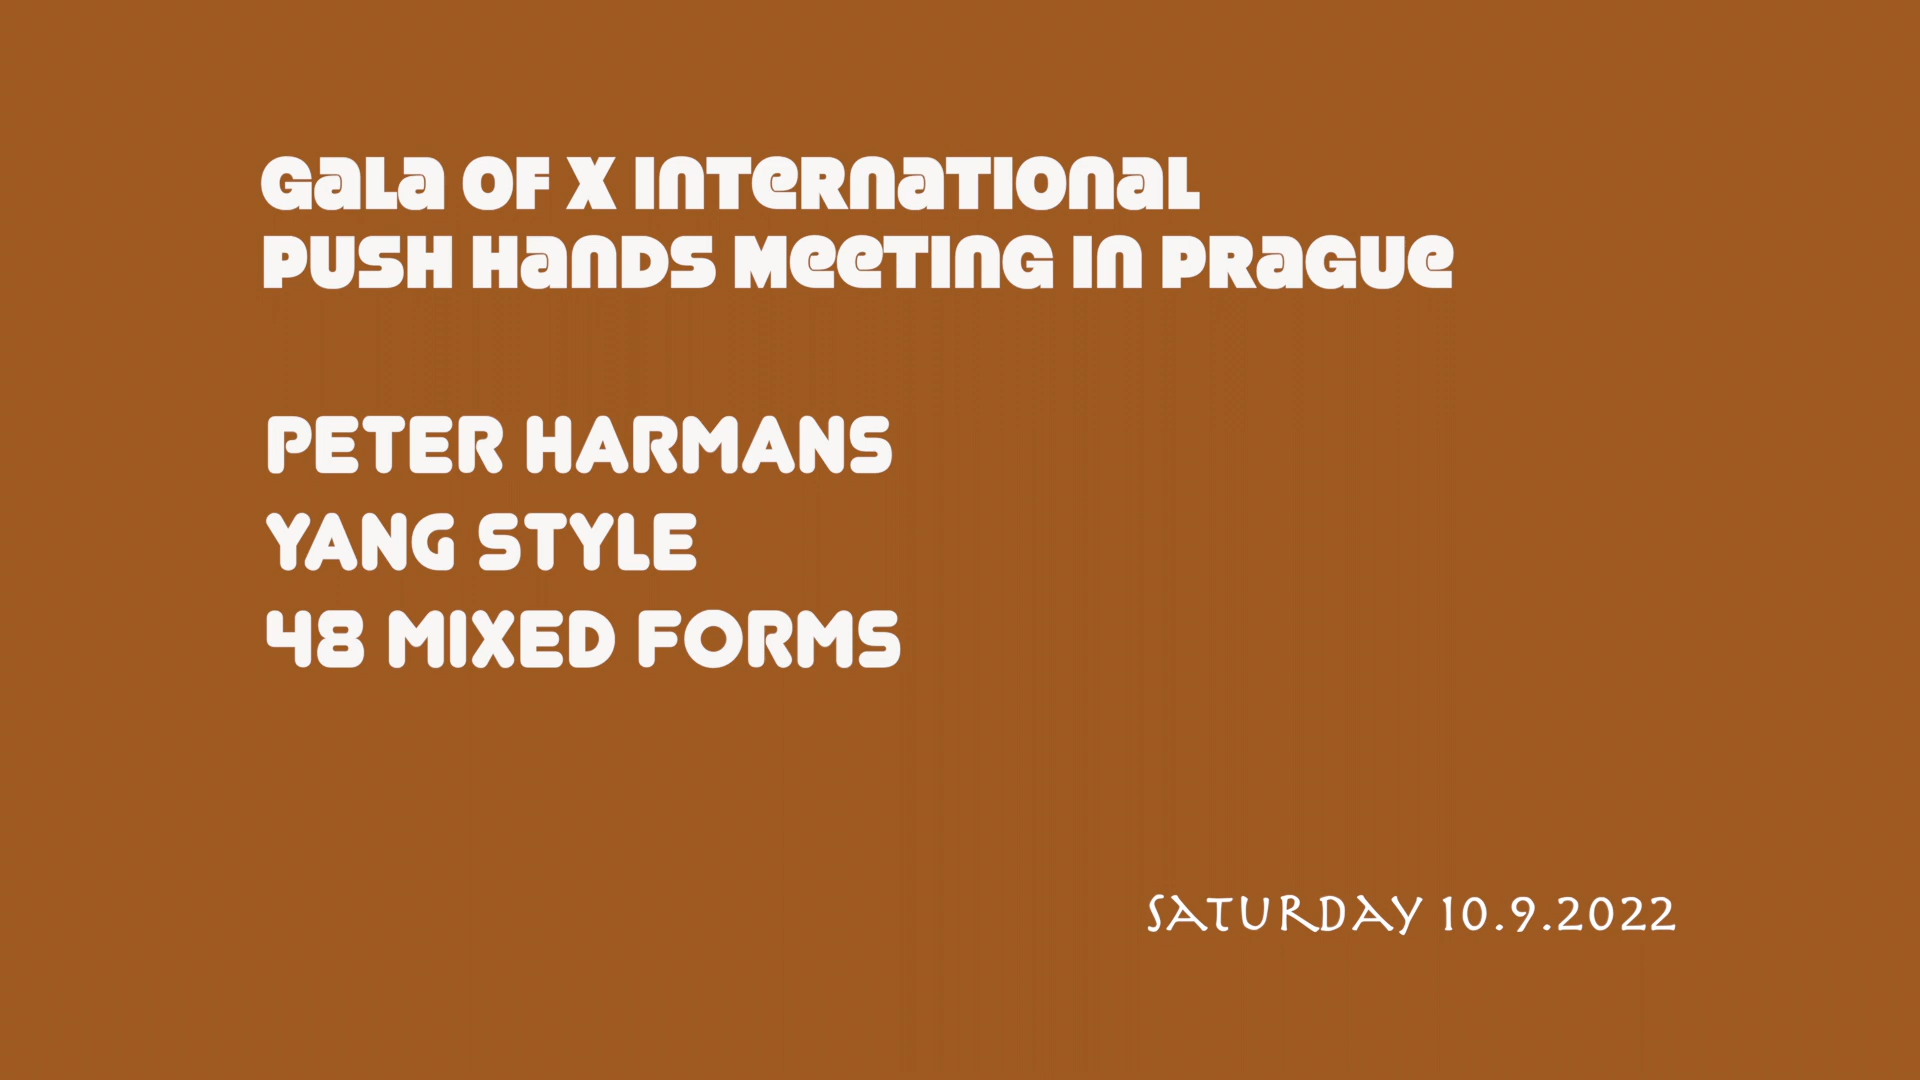 Gala of X International
Push Hands Meeting in Prague
PETER HARMANS
YANG STYLE
48 MIXED FORMS
SATURDAY 10.9.2022